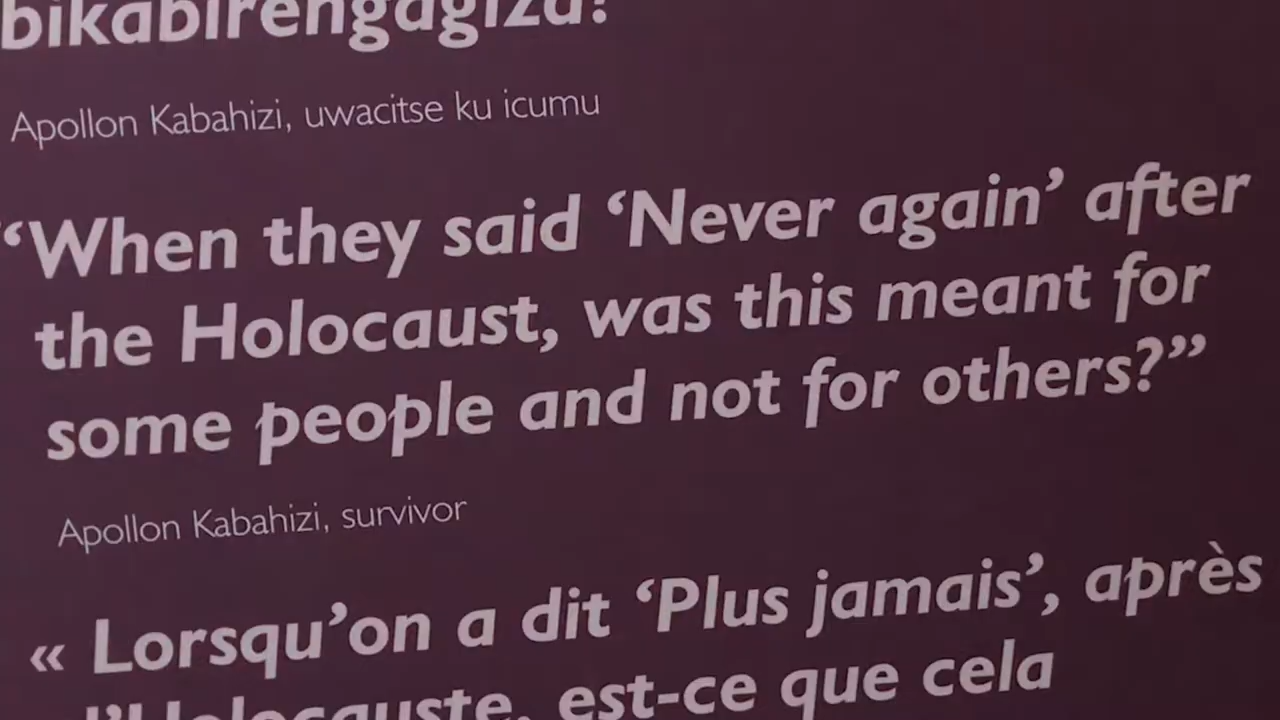 bikabirengagiza?
Apollon Kabahizi, uwacitse ku icumu
“When they said ‘Never again’ after
the Holocaust, was this meant for
some people and not for others?”
Apollon Kabahizi, survivor
« Lorsqu’on a dit ‘Plus jamais’, après
l’Holocauste, est-ce que cela